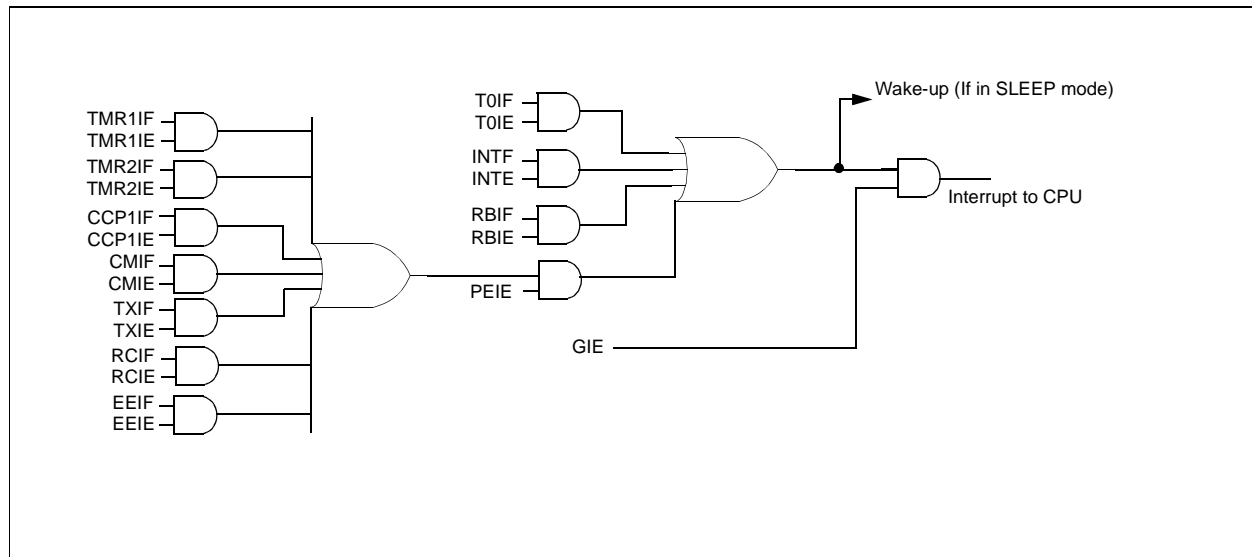 TMR1IF
TMR1IE
TMR2IF
TMR2IE
CCP1IF
CCP1IE
CMIF
CMIE
TXIF
TXIE
RCIF
RCIE
EEIF
EEIE
T0IF
T0IE
INTF
INTE
RBIF
RBIE
PEIE
GIE
Wake-up (If in SLEEP mode)
Interrupt to CPU